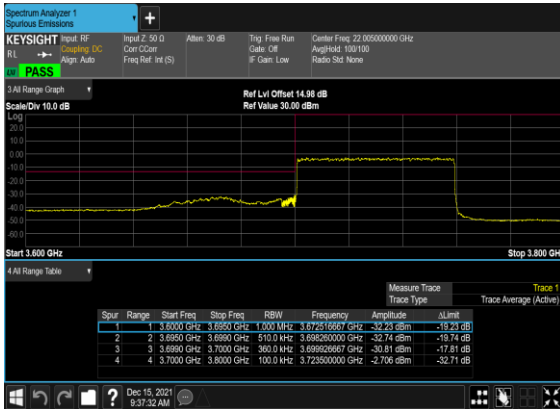 Spectrum Analyzer 1
Spurious Emissions
+
KEYSIGHT Input: RF Input Z: 50 Ω Atten: 30 dB Trig: Free Run Center Freq: 22.005000000 GHz
RL Coupling: DC Corr CCorr Gate: Off Avg|Hold: 100/100
Align: Auto Freq Ref: Int (S) IF Gain: Low Radio Std: None
PASS
3 All Range Graph
Ref Lvl Offset 14.98 dB
Scale/Div 10.0 dB Ref Value 30.00 dBm
Log
20.0
10.0
0.00
-10.0
-20.0
-30.0
-40.0
-50.0
-60.0
Start 3.600 GHz Stop 3.800 GH
4 All Range Table
Measure Trace Trace 1
Trace Type Trace Average (Active)
Spur Range Start Freq Stop Freq RBW Frequency Amplitude ΔLimit
1 1 3.6000 GHz 3.6950 GHz 1.000 MHz 3.672516667 GHz -32.23 dBm -19.23 dB
2 2 3.6950 GHz 3.6990 GHz 510.0 kHz 3.698260000 GHz -32.74 dBm -19.74 dB
3 3 3.6990 GHz 3.7000 GHz 360.0 kHz 3.699926667 GHz -30.81 dBm -17.81 dB
4 4 3.7000 GHz 3.8000 GHz 100.0 kHz 3.723500000 GHz -2.706 dBm -32.71 dB
? Dec 15, 2021
9:37:32 AM